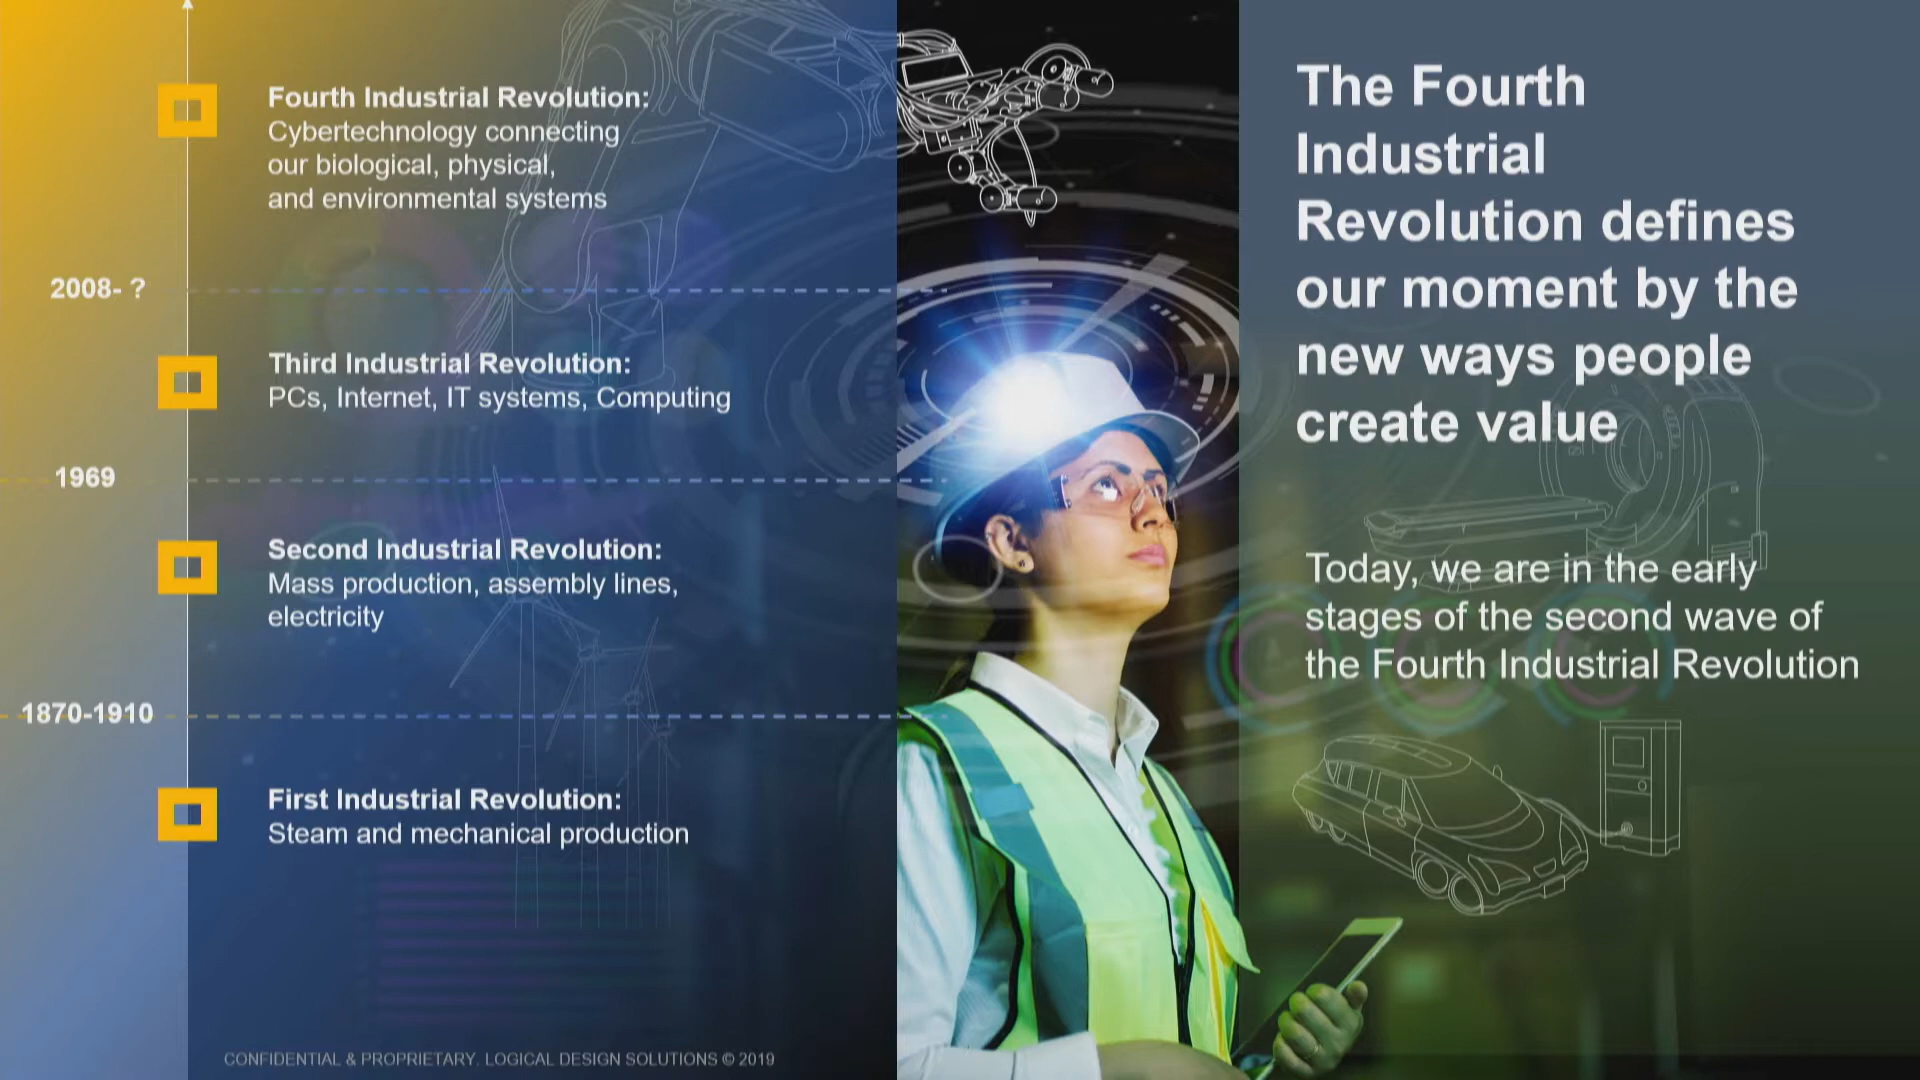 Fourth Industrial Revolution:
Cybertechnology connecting
our biological, physical,
and environmental systems
2008- ?
Third Industrial Revolution:
PCs, Internet, IT systems, Computing
1969
Second Industrial Revolution:
Mass production, assembly lines,
electricity
1870-1910
First Industrial Revolution:
Steam and mechanical production
CONFIDENTIAL & PROPRIETARY. LOGICAL DESIGN SOLUTIONS © 2019
The Fourth
Industrial
Revolution defines
our moment by the
new ways people
create value
Today, we are in the early
stages of the second wave of
the Fourth Industrial Revolution